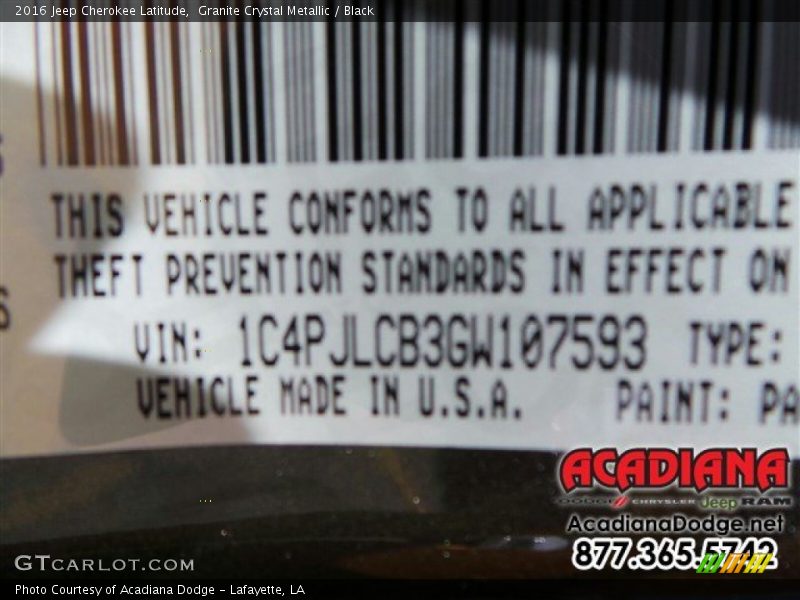 2016 Jeep Cherokee Latitude,  Granite Crystal Metallic / Black
THIS VEHICLE CONFORMS TO ALL APPLICABLE
THEFT PREVENTION STANDARDS IN EFFECT ON
VIN: 1C4PJLCB3GW107593 TYPE:
VEHICLE MADE IN U.S.A. PAINT: PA
ACADIANA
DODGE CHRYSLER Jeep RAM
AcadianaDodge.net
877.365.5742
GTCARLOT.COM
Photo Courtesy of Acadiana Dodge – Lafayette, LA